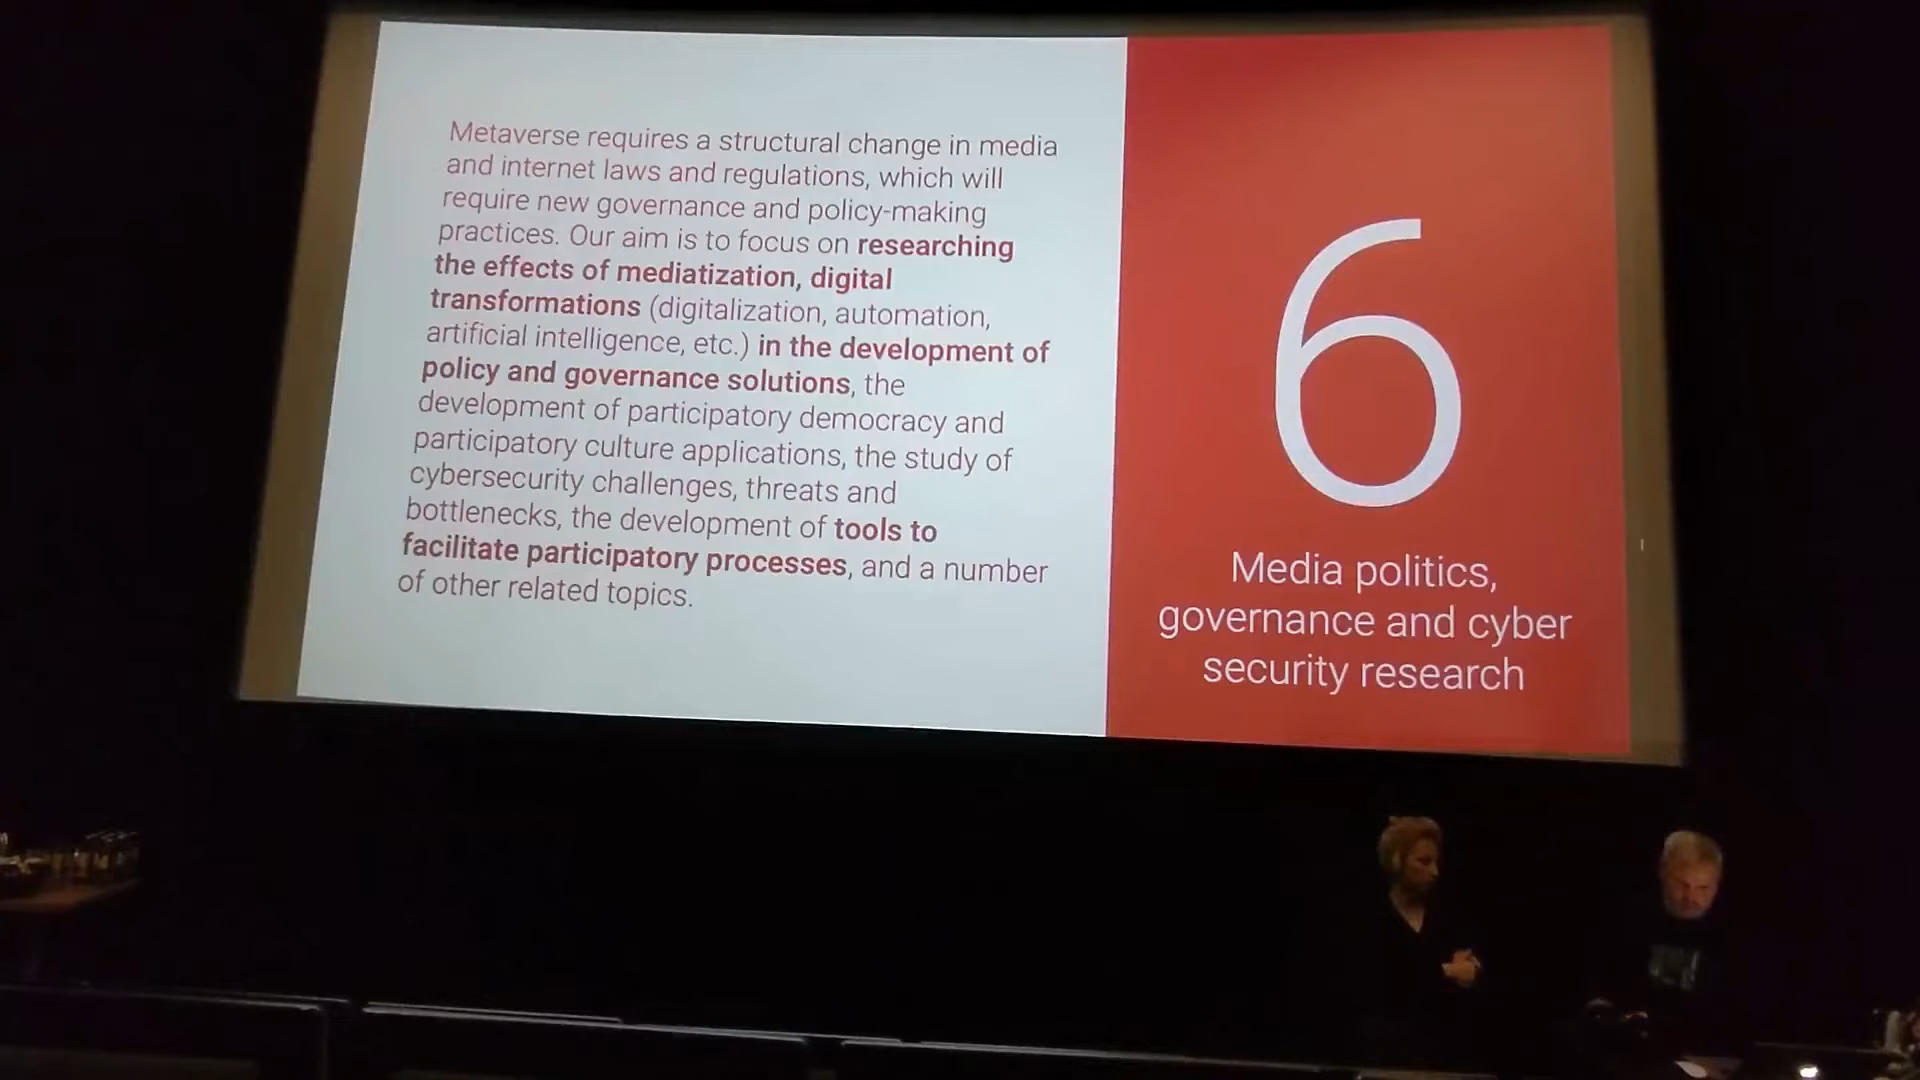 Metaverse requires a structural change in media
and internet laws and regulations, which will
require new governance and policy-making
practices. Our aim is to focus on researching
the effects of mediatization, digital
transformations (digitalization, automation,
artificial intelligence, etc.) in the development of
policy and governance solutions, the
development of participatory democracy and
participatory culture applications, the study of
cybersecurity challenges, threats and
bottlenecks, the development of tools to
facilitate participatory processes, and a number
of other related topics.
6
Media politics,
governance and cyber
security research